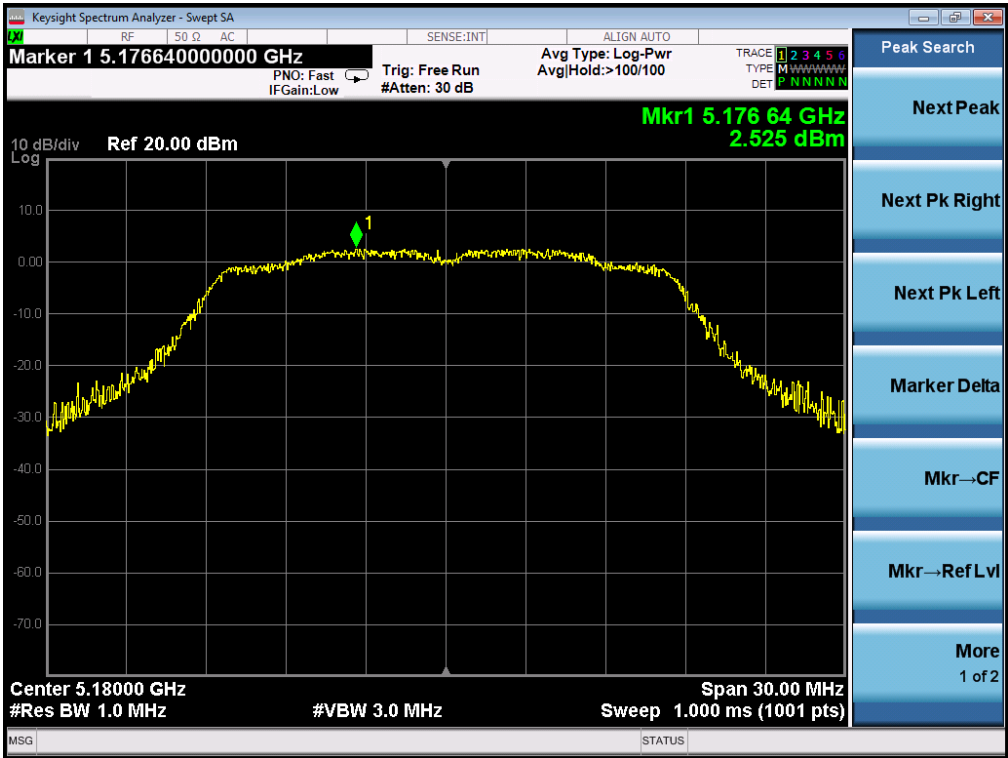 Keysight Spectrum Analyzer - Swept SA
LXI RF 50 Ω AC SENSE:INT ALIGN AUTO
Marker 1 5.176640000000 GHz
PNO: Fast
IFGain:Low
Trig: Free Run
#Atten: 30 dB
Avg Type: Log-Pwr
Avg|Hold:>100/100
TRACE 1 2 3 4 5 6
TYPE M WWWWW
DET P N N N N N
Mkr1 5.176 64 GHz
2.525 dBm
10 dB/div Ref 20.00 dBm
Log
1
10.0
0.00
-10.0
-20.0
-30.0
-40.0
-50.0
-60.0
-70.0
Center 5.18000 GHz
Span 30.00 MHz
#Res BW 1.0 MHz
#VBW 3.0 MHz
Sweep 1.000 ms (1001 pts)
MSG
STATUS
Peak Search
Next Peak
Next Pk Right
Next Pk Left
Marker Delta
Mkr→CF
Mkr→Ref Lvl
More
1 of 2